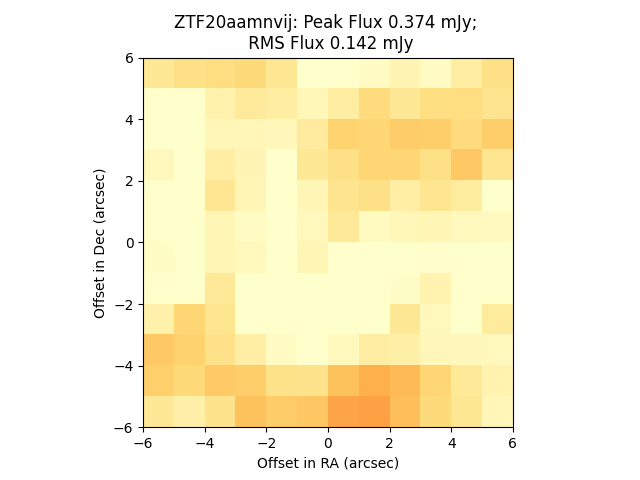 ZTF20aamnvij: Peak Flux 0.374 mJy;
RMS Flux 0.142 mJy
6
4
2
0
−2
−4
−6
Offset in Dec (arcsec)
−6 −4 −2 0 2 4 6
Offset in RA (arcsec)